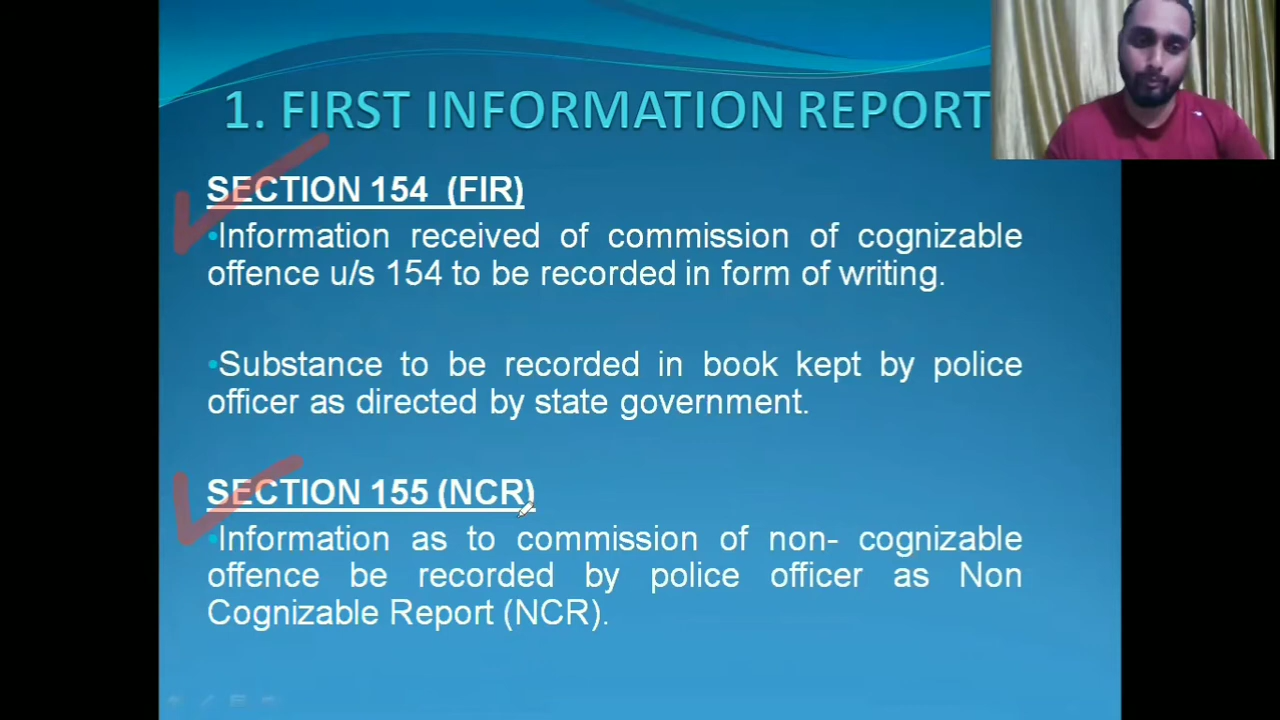 1. FIRST INFORMATION REPORT
SECTION 154 (FIR)
•Information received of commission of cognizable
offence u/s 154 to be recorded in form of writing.
•Substance to be recorded in book kept by police
officer as directed by state government.
SECTION 155 (NCR)
•Information as to commission of non- cognizable
offence be recorded by police officer as Non
Cognizable Report (NCR).